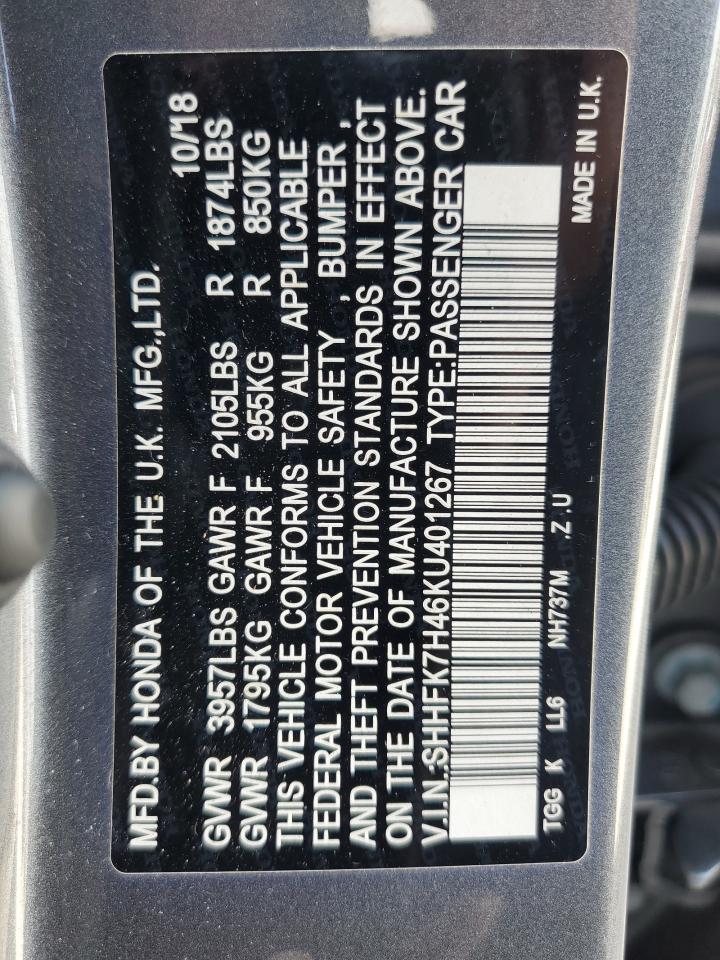 MFD.BY HONDA OF THE U.K. MFG.,LTD. 10/18
GVWR 3957LBS GAWR F 2105LBS R 1874LBS
GVWR 1795KG GAWR F 955KG R 850KG
THIS VEHICLE CONFORMS TO ALL APPLICABLE
FEDERAL MOTOR VEHICLE SAFETY , BUMPER ,
AND THEFT PREVENTION STANDARDS IN EFFECT
ON THE DATE OF MANUFACTURE SHOWN ABOVE.
V.I.N.:SHHFK7H46KU401267 TYPE:PASSENGER CAR
TGG K LL6 NH737M .Z .U MADE IN U.K.